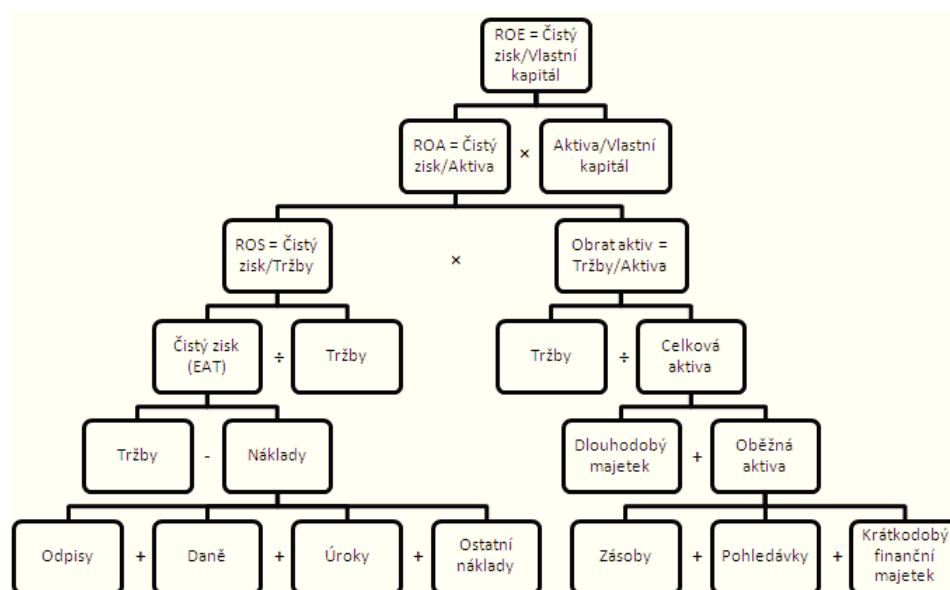 ROE = Čistý
zisk/Vlastní
kapitál
ROA = Čistý
zisk/Aktiva
×
Aktiva/Vlastní
kapitál
ROS = Čistý
zisk/Tržby
×
Obrat aktiv =
Tržby/Aktiva
Čistý zisk
(EAT)
÷
Tržby
Tržby
÷
Celková
aktiva
Tržby
-
Náklady
Dlouhodobý
majetek
+
Oběžná
aktiva
Odpisy
+
Daně
+
Úroky
+
Ostatní
náklady
Zásoby
+
Pohledávky
+
Krátkodobý
finanční
majetek